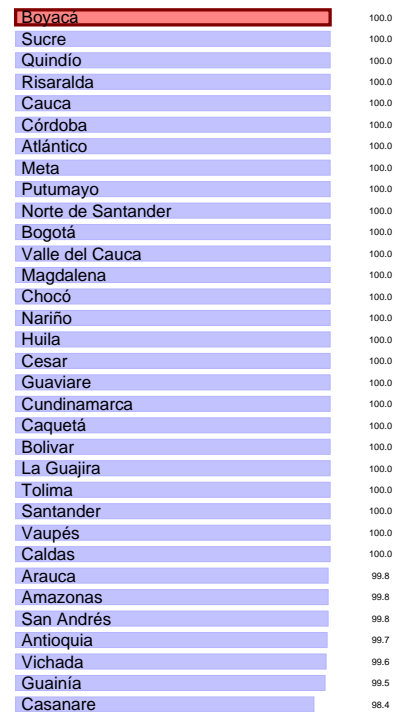 Boyacá 100.0
Sucre 100.0
Quindío 100.0
Risaralda 100.0
Cauca 100.0
Córdoba 100.0
Atlántico 100.0
Meta 100.0
Putumayo 100.0
Norte de Santander 100.0
Bogotá 100.0
Valle del Cauca 100.0
Magdalena 100.0
Chocó 100.0
Nariño 100.0
Huila 100.0
Cesar 100.0
Guaviare 100.0
Cundinamarca 100.0
Caquetá 100.0
Bolivar 100.0
La Guajira 100.0
Tolima 100.0
Santander 100.0
Vaupés 100.0
Caldas 100.0
Arauca 99.8
Amazonas 99.8
San Andrés 99.8
Antioquia 99.7
Vichada 99.6
Guainía 99.5
Casanare 98.4